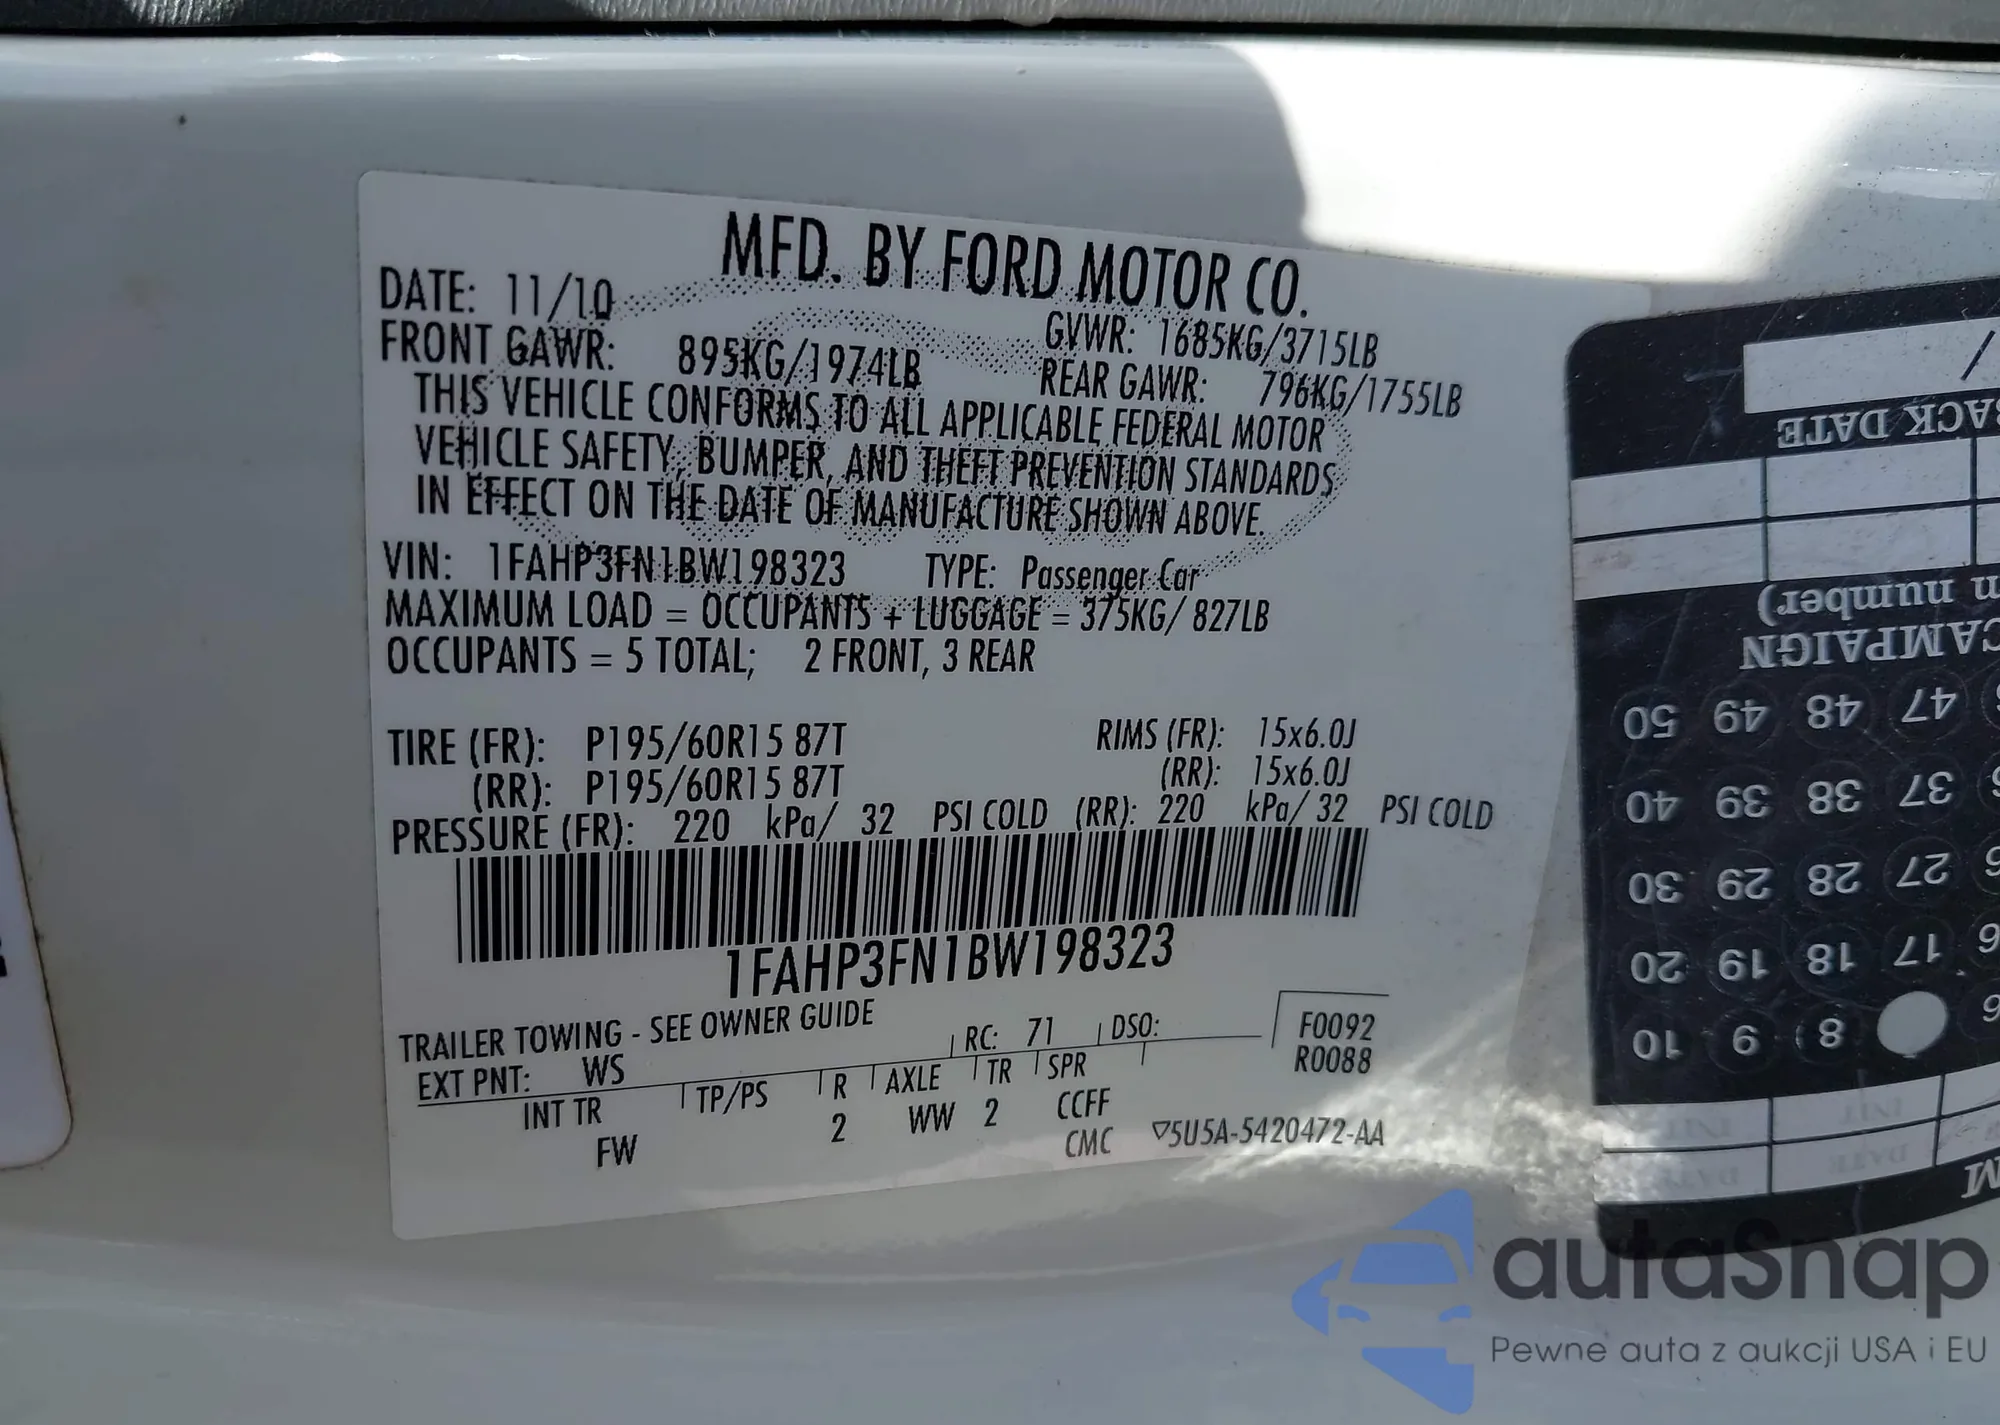 MFD. BY FORD MOTOR CO.
DATE: 11/10
GVWR: 1685KG/3715LB
FRONT GAWR: 895KG/1974LB
REAR GAWR: 796KG/1755LB
THIS VEHICLE CONFORMS TO ALL APPLICABLE FEDERAL MOTOR
VEHICLE SAFETY, BUMPER, AND THEFT PREVENTION STANDARDS
IN EFFECT ON THE DATE OF MANUFACTURE SHOWN ABOVE.
VIN: 1FAHP3FN1BW198323 TYPE: Passenger Car
MAXIMUM LOAD = OCCUPANTS + LUGGAGE = 375KG/ 827LB
OCCUPANTS = 5 TOTAL; 2 FRONT, 3 REAR
TIRE (FR): P195/60R15 87T RIMS (FR): 15x6.0J
(RR): P195/60R15 87T (RR): 15x6.0J
PRESSURE (FR): 220 kPa/ 32 PSI COLD (RR): 220 kPa/ 32 PSI COLD
1FAHP3FN1BW198323
TRAILER TOWING - SEE OWNER GUIDE
EXT PNT: WS RC: 71 DSO: F0092
R0088
INT TR TP/PS R AXLE TR SPR
FW 2 WW 2 CCFF
CMC 5U5A-5420472-AA
BACK DATE
number)
CAMPAIGN
50 49 48 47
40 39 38 37
30 29 28 27
20 19 18 17
10 9 8
INIT INIT
DATE DATE
autaSnap
Pewne auta z aukcji USA i EU